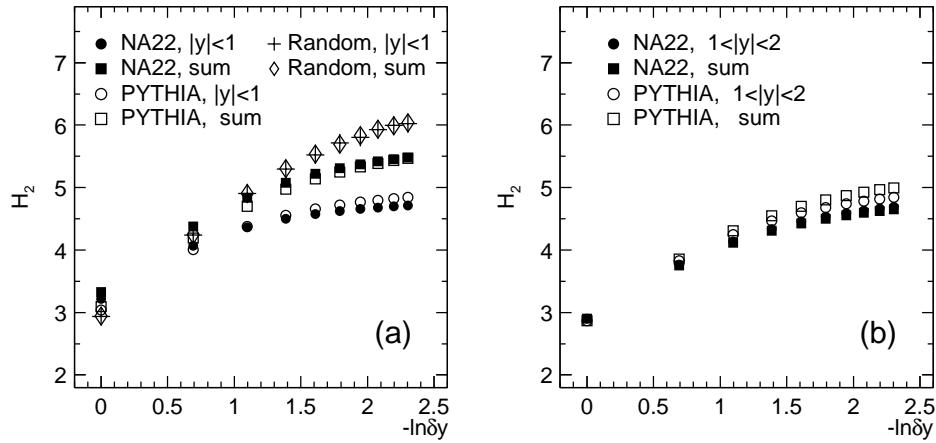 H2
7
6
5
4
3
2
● NA22, |y|<1
■ NA22, sum
○ PYTHIA, |y|<1
□ PYTHIA, sum
+ Random, |y|<1
◇ Random, sum
(a)
0 0.5 1 1.5 2 2.5
-lnδy
H2
7
6
5
4
3
2
● NA22, 1<|y|<2
■ NA22, sum
○ PYTHIA, 1<|y|<2
□ PYTHIA, sum
(b)
0 0.5 1 1.5 2 2.5
-lnδy